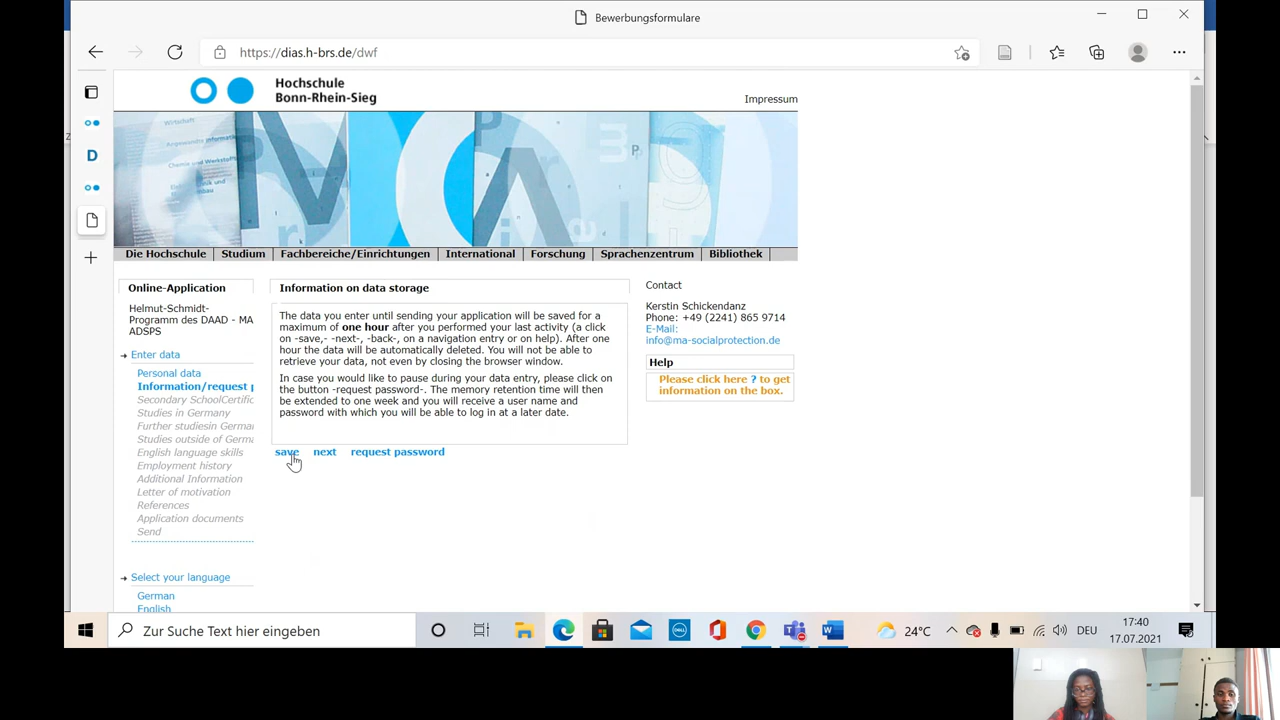 Bewerbungsformulare
https://dias.h-brs.de/dwf
Hochschule
Bonn-Rhein-Sieg
Impressum
Wirtschaft
Die Hochschule
Studium
Fachbereiche/Einrichtungen
International
Forschung
Sprachenzentrum
Bibliothek
Online-Application
Helmut-Schmidt-
Programm des DAAD - MA
ADSPS
Enter data
Personal data
Information/request p
Secondary SchoolCertific
Studies in Germany
Further studiesin Germa
Studies outside of Germa
English language skills
Employment history
Additional Information
Letter of motivation
References
Application documents
Send
Select your language
German
English
Information on data storage
The data you enter until sending your application will be saved for a
maximum of one hour after you performed your last activity (a click
on -save,- -next-, -back-, on a navigation entry or on help). After one
hour the data will be automatically deleted. You will not be able to
retrieve your data, not even by closing the browser window.
In case you would like to pause during your data entry, please click on
the button -request password-. The memory retention time will then
be extended to one week and you will receive a user name and
password with which you will be able to log in at a later date.
save next request password
Contact
Kerstin Schickendanz
Phone: +49 (2241) 865 9714
E-Mail:
info@ma-socialprotection.de
Help
Please click here ? to get
information on the box.
Zur Suche Text hier eingeben
24°C
DEU
17:40
17.07.2021